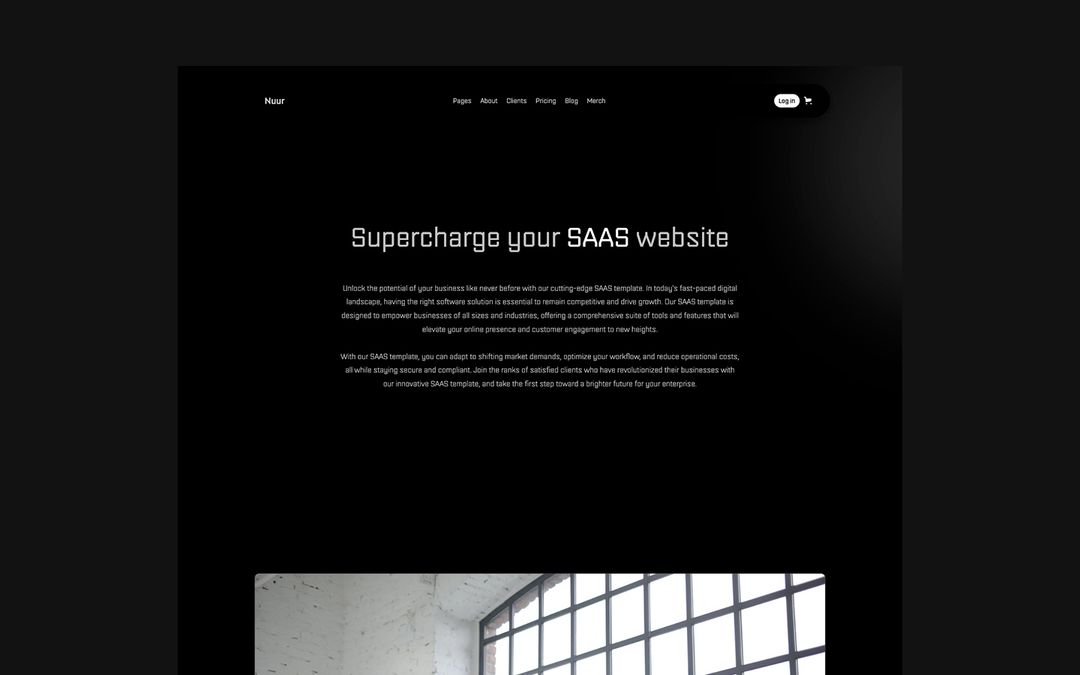 Nuur
Pages About Clients Pricing Blog Merch
Log in
Supercharge your SAAS website
Unlock the potential of your business like never before with our cutting-edge SAAS template. In today's fast-paced digital
landscape, having the right software solution is essential to remain competitive and drive growth. Our SAAS template is
designed to empower businesses of all sizes and industries, offering a comprehensive suite of tools and features that will
elevate your online presence and customer engagement to new heights.
With our SAAS template, you can adapt to shifting market demands, optimize your workflow, and reduce operational costs,
all while staying secure and compliant. Join the ranks of satisfied clients who have revolutionized their businesses with
our innovative SAAS template, and take the first step toward a brighter future for your enterprise.